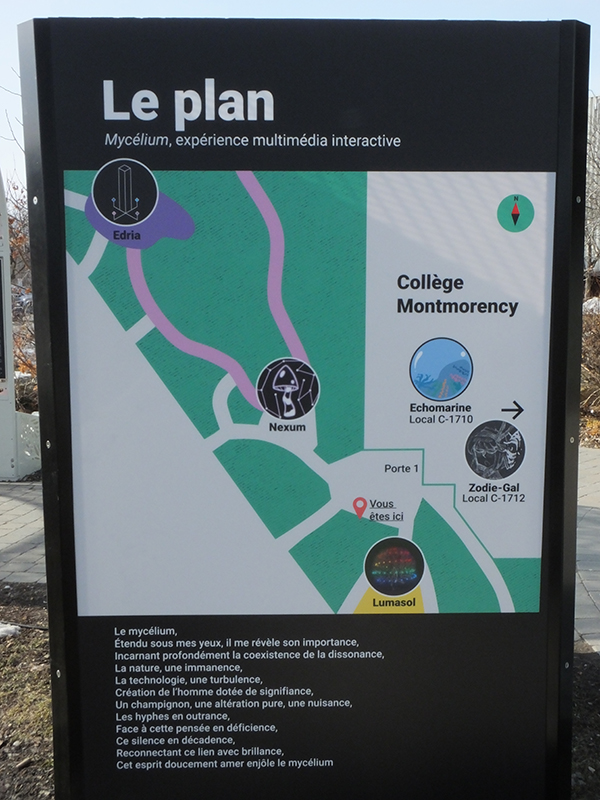 Le plan
Mycélium, expérience multimédia interactive
N
Edria
Collège
Montmorency
Echomarine
Local C-1710
Nexum
Porte 1
Zodie-Gal
Local C-1712
Vous
êtes ici
Lumasol
Le mycélium,
Étendu sous mes yeux, il me révèle son importance,
Incarnant profondément la coexistence de la dissonance,
La nature, une immanence,
La technologie, une turbulence,
Création de l'homme dotée de signifiance,
Un champignon, une altération pure, une nuisance,
Les hyphes en outrance,
Face à cette pensée en déficience,
Ce silence en décadence,
Reconnectant ce lien avec brillance,
Cet esprit doucement amer enjôle le mycélium